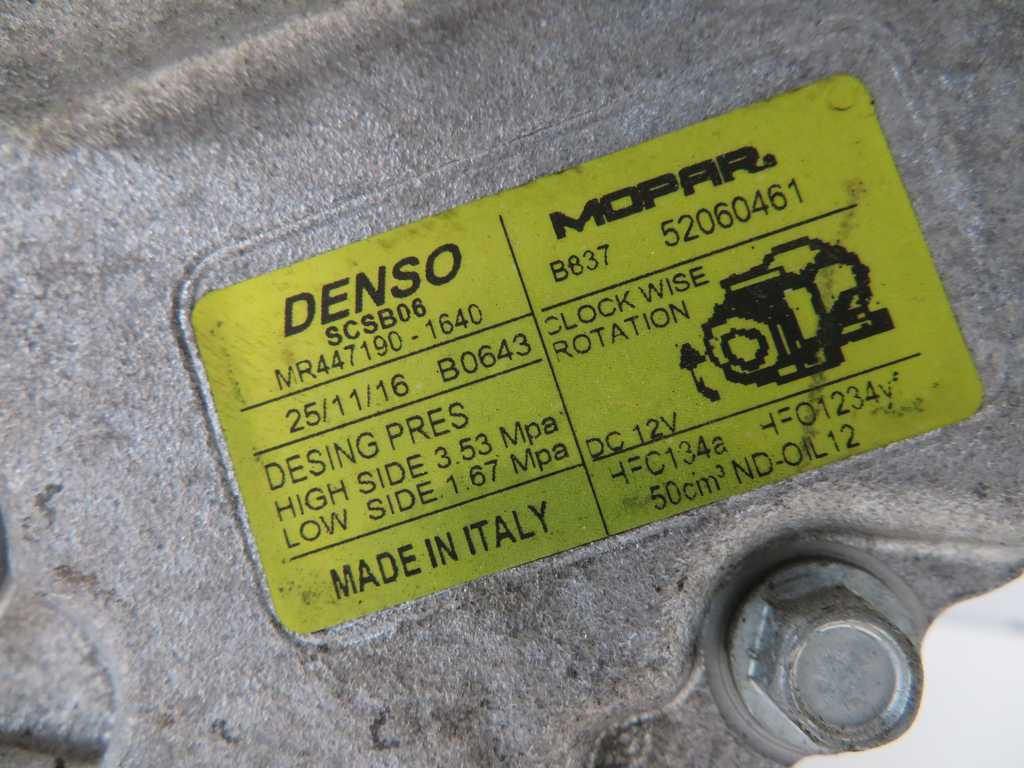 DENSO
SCSB06
MR447190-1640
25/11/16 B0643
DESING PRES
HIGH SIDE 3.53 Mpa
LOW SIDE 1.67 Mpa
MADE IN ITALY
MOPAR
B837 52060461
CLOCK WISE
ROTATION
DC 12V
HFC134a HFO1234v
50cm³ ND-OIL12